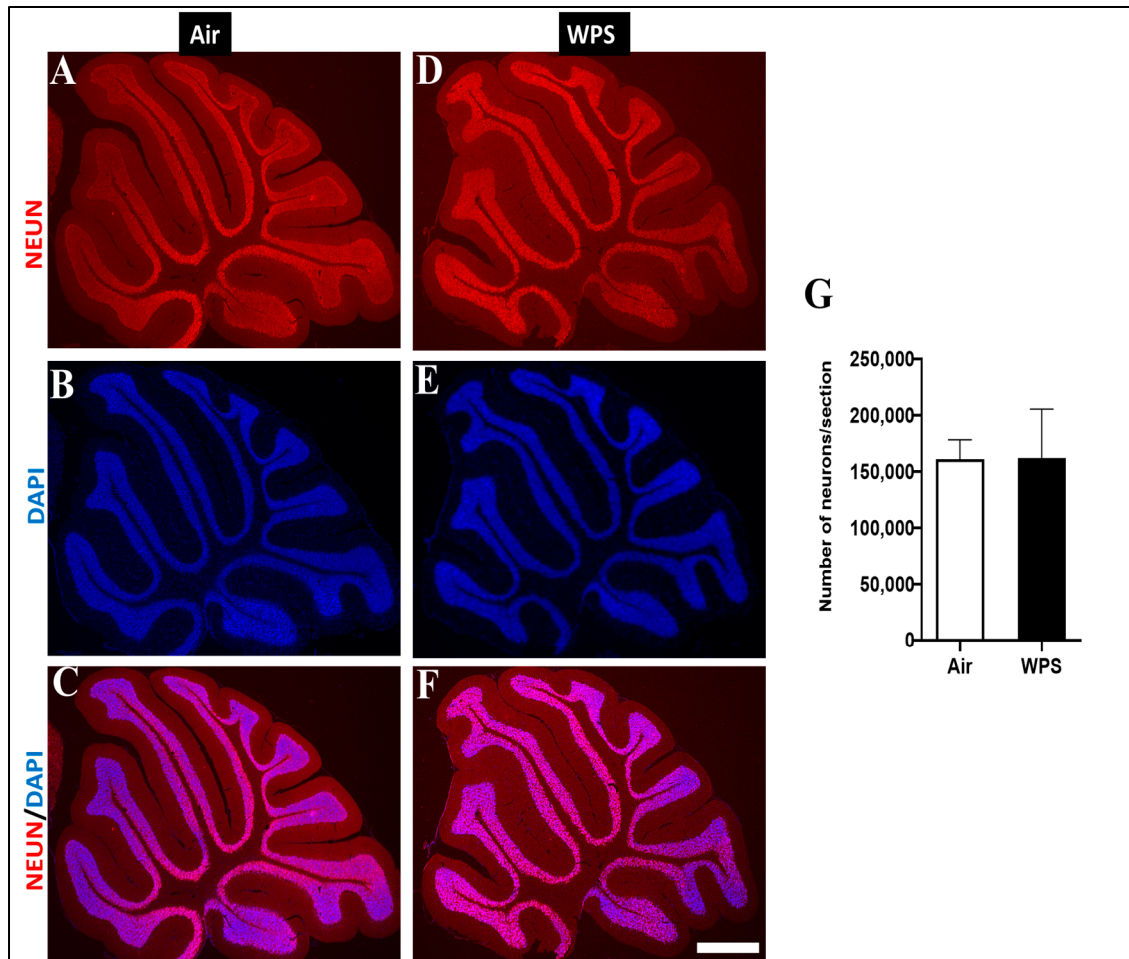 Air
WPS
A
D
NEUN
B
E
DAPI
C
F
NEUN/DAPI
G
Number of neurons/section
250,000
200,000
150,000
100,000
50,000
0
Air
WPS